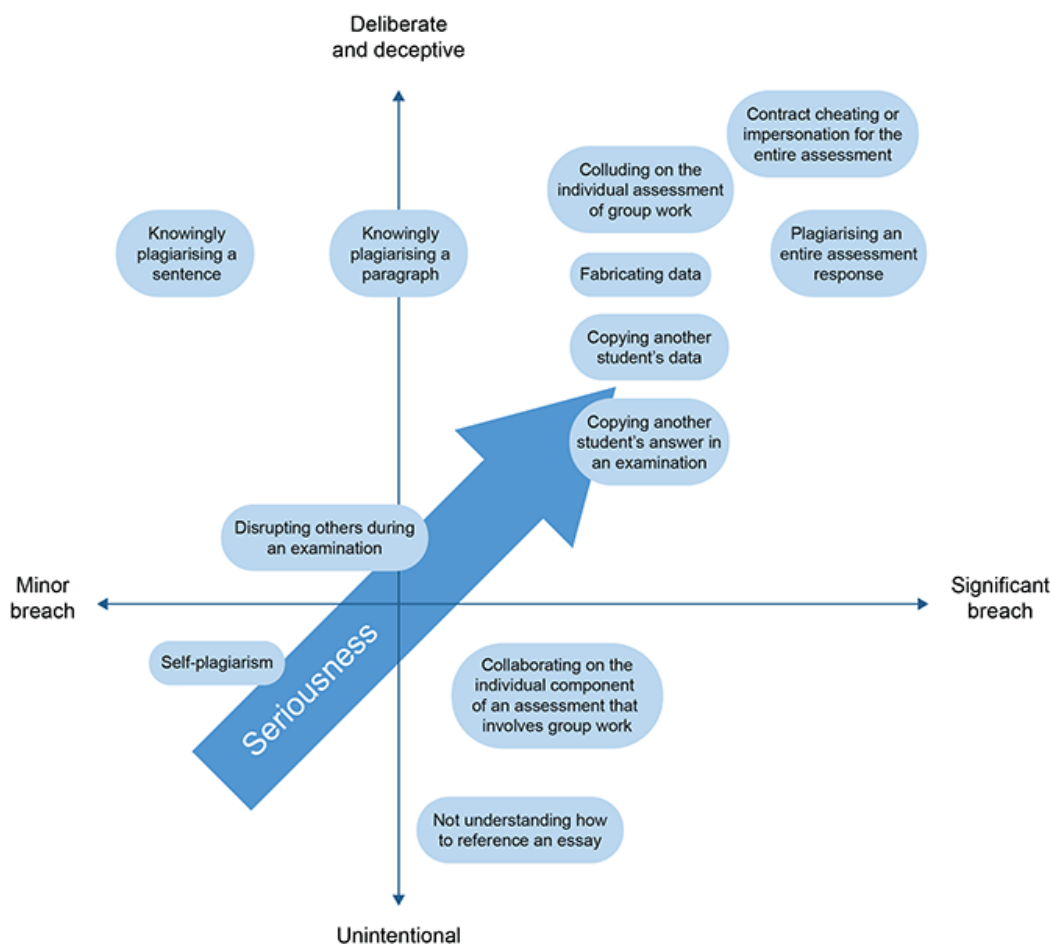 Deliberate
and deceptive
Contract cheating or
impersonation for the
entire assessment
Colluding on the
individual assessment
of group work
Knowingly
plagiarising a
sentence
Knowingly
plagiarising a
paragraph
Plagiarising an
entire assessment
response
Fabricating data
Copying another
student's data
Copying another
student's answer in
an examination
Disrupting others during
an examination
Minor
breach
Significant
breach
Self-plagiarism
Seriousness
Collaborating on the
individual component
of an assessment that
involves group work
Not understanding how
to reference an essay
Unintentional